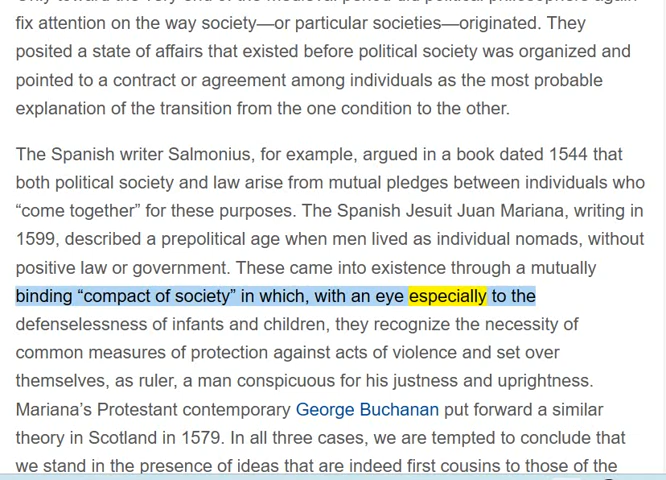 fix attention on the way society—or particular societies—originated. They
posited a state of affairs that existed before political society was organized and
pointed to a contract or agreement among individuals as the most probable
explanation of the transition from the one condition to the other.
The Spanish writer Salmonius, for example, argued in a book dated 1544 that
both political society and law arise from mutual pledges between individuals who
“come together” for these purposes. The Spanish Jesuit Juan Mariana, writing in
1599, described a prepolitical age when men lived as individual nomads, without
positive law or government. These came into existence through a mutually
binding “compact of society” in which, with an eye especially to the
defenselessness of infants and children, they recognize the necessity of
common measures of protection against acts of violence and set over
themselves, as ruler, a man conspicuous for his justness and uprightness.
Mariana’s Protestant contemporary George Buchanan put forward a similar
theory in Scotland in 1579. In all three cases, we are tempted to conclude that
we stand in the presence of ideas that are indeed first cousins to those of the